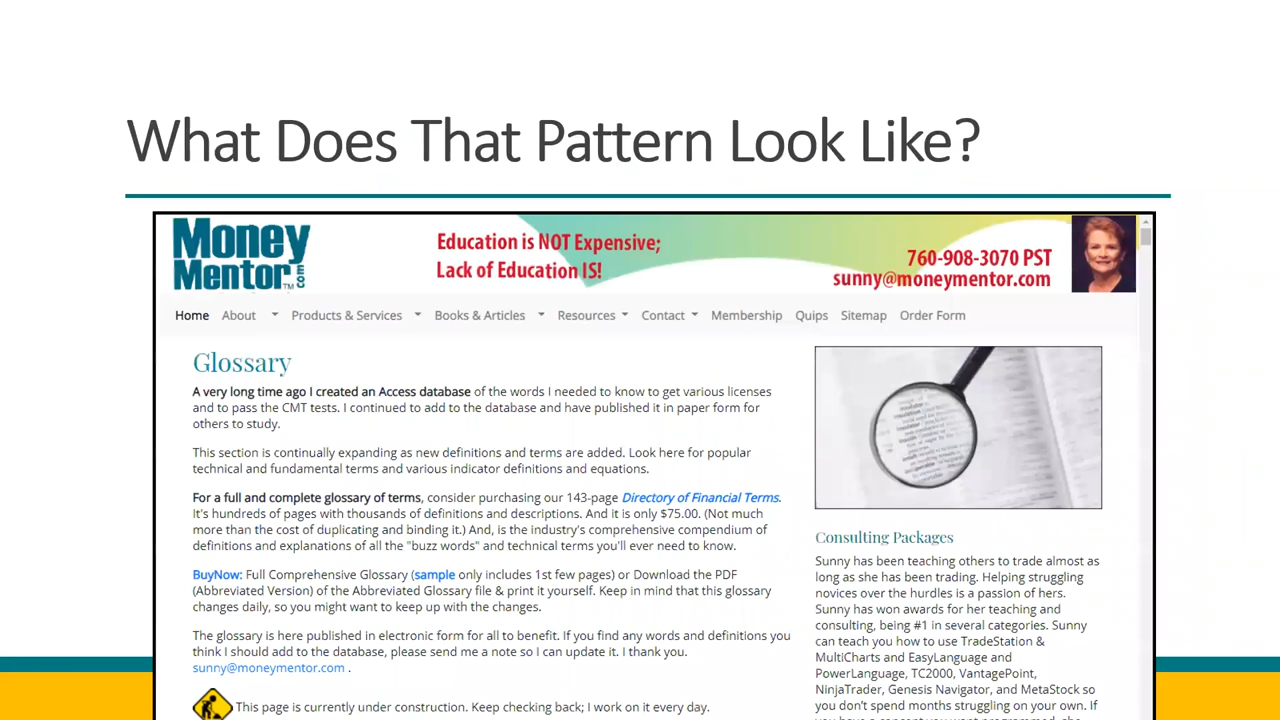 What Does That Pattern Look Like?
Money
Mentor.com TM
Education is NOT Expensive;
Lack of Education IS!
760-908-3070 PST
sunny@moneymentor.com
Home About Products & Services Books & Articles Resources Contact Membership Quips Sitemap Order Form
Glossary
A very long time ago I created an Access database of the words I needed to know to get various licenses
and to pass the CMT tests. I continued to add to the database and have published it in paper form for
others to study.
This section is continually expanding as new definitions and terms are added. Look here for popular
technical and fundamental terms and various indicator definitions and equations.
For a full and complete glossary of terms, consider purchasing our 143-page Directory of Financial Terms.
It's hundreds of pages with thousands of definitions and descriptions. And it is only $75.00. (Not much
more than the cost of duplicating and binding it.) And, is the industry's comprehensive compendium of
definitions and explanations of all the "buzz words" and technical terms you'll ever need to know.
BuyNow: Full Comprehensive Glossary (sample only includes 1st few pages) or Download the PDF
(Abbreviated Version) of the Abbreviated Glossary file & print it yourself. Keep in mind that this glossary
changes daily, so you might want to keep up with the changes.
The glossary is here published in electronic form for all to benefit. If you find any words and definitions you
think I should add to the database, please send me a note so I can update it. I thank you.
sunny@moneymentor.com .
This page is currently under construction. Keep checking back; I work on it every day.
Consulting Packages
Sunny has been teaching others to trade almost as
long as she has been trading. Helping struggling
novices over the hurdles is a passion of hers.
Sunny has won awards for her teaching and
consulting, being #1 in several categories. Sunny
can teach you how to use TradeStation &
MultiCharts and EasyLanguage and
PowerLanguage, TC2000, VantagePoint,
NinjaTrader, Genesis Navigator, and MetaStock so
you don't spend months struggling on your own. If